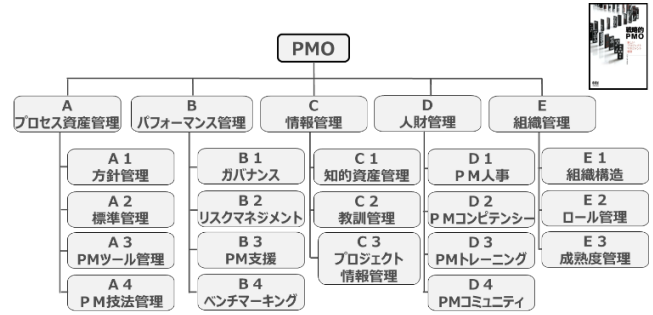 PMO
戦略的
PMO
A
プロセス資産管理
B
パフォーマンス管理
C
情報管理
D
人財管理
E
組織管理
A 1
方針管理
A 2
標準管理
A 3
PMツール管理
A 4
ＰＭ技法管理
B 1
ガバナンス
B 2
リスクマネジメント
B 3
PM支援
B 4
ベンチマーキング
C 1
知的資産管理
C 2
教訓管理
C 3
プロジェクト
情報管理
D 1
ＰＭ人事
D 2
ＰＭコンピテンシー
D 3
PMトレーニング
D 4
PMコミュニティ
E 1
組織構造
E 2
ロール管理
E 3
成熟度管理